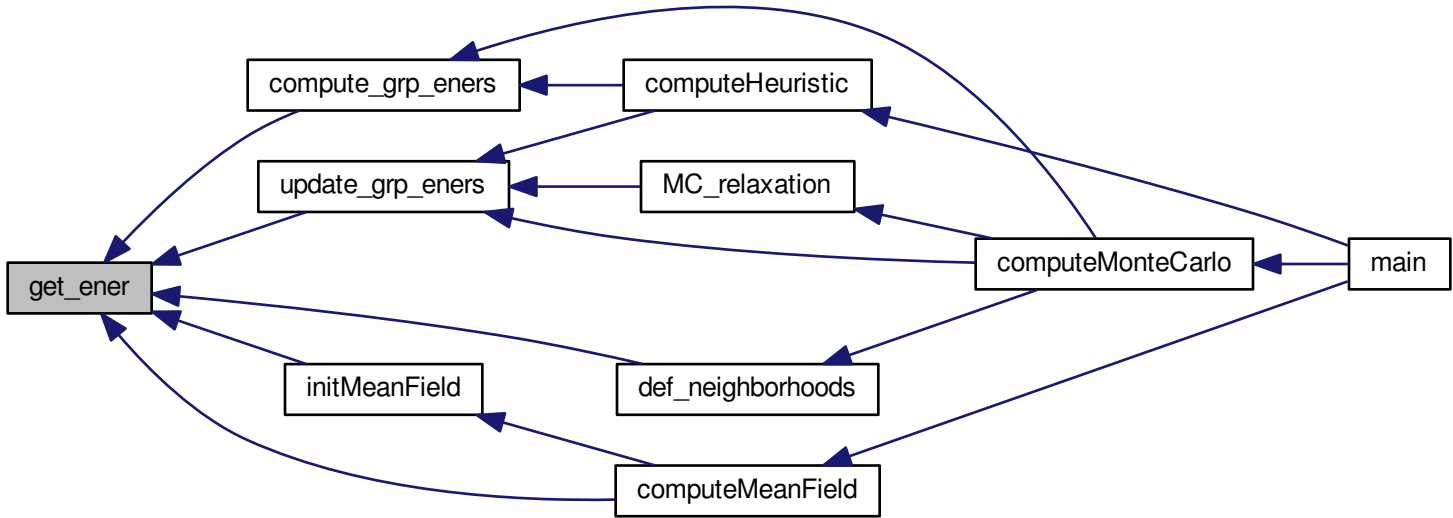 compute_grp_eners
computeHeuristic
update_grp_eners
MC_relaxation
get_ener
computeMonteCarlo
main
initMeanField
def_neighborhoods
computeMeanField